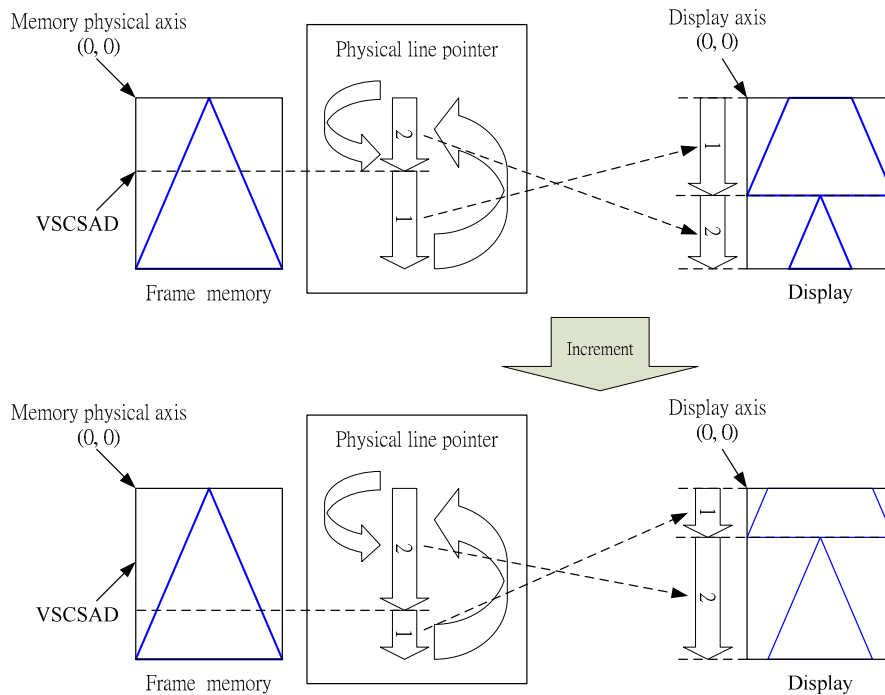 Memory physical axis
(0, 0)
Physical line pointer
Display axis
(0, 0)
2
1
1
2
VSCSAD
Frame memory
Display
Increment
Memory physical axis
(0, 0)
Physical line pointer
Display axis
(0, 0)
2
1
1
2
VSCSAD
Frame memory
Display